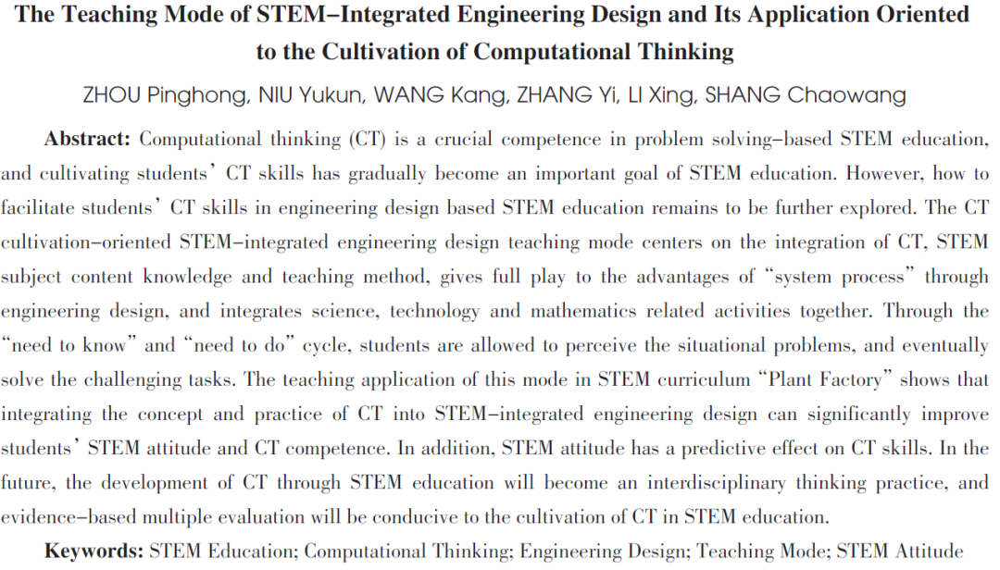 The Teaching Mode of STEM−Integrated Engineering Design and Its Application Oriented
to the Cultivation of Computational Thinking
ZHOU Pinghong, NIU Yukun, WANG Kang, ZHANG Yi, LI Xing, SHANG Chaowang
Abstract: Computational thinking (CT) is a crucial competence in problem solving−based STEM education,
and cultivating students’ CT skills has gradually become an important goal of STEM education. However, how to
facilitate students’ CT skills in engineering design based STEM education remains to be further explored. The CT
cultivation−oriented STEM−integrated engineering design teaching mode centers on the integration of CT, STEM
subject content knowledge and teaching method, gives full play to the advantages of “system process” through
engineering design, and integrates science, technology and mathematics related activities together. Through the
“need to know” and “need to do” cycle, students are allowed to perceive the situational problems, and eventually
solve the challenging tasks. The teaching application of this mode in STEM curriculum “Plant Factory” shows that
integrating the concept and practice of CT into STEM−integrated engineering design can significantly improve
students’ STEM attitude and CT competence. In addition, STEM attitude has a predictive effect on CT skills. In the
future, the development of CT through STEM education will become an interdisciplinary thinking practice, and
evidence−based multiple evaluation will be conducive to the cultivation of CT in STEM education.
Keywords: STEM Education; Computational Thinking; Engineering Design; Teaching Mode; STEM Attitude